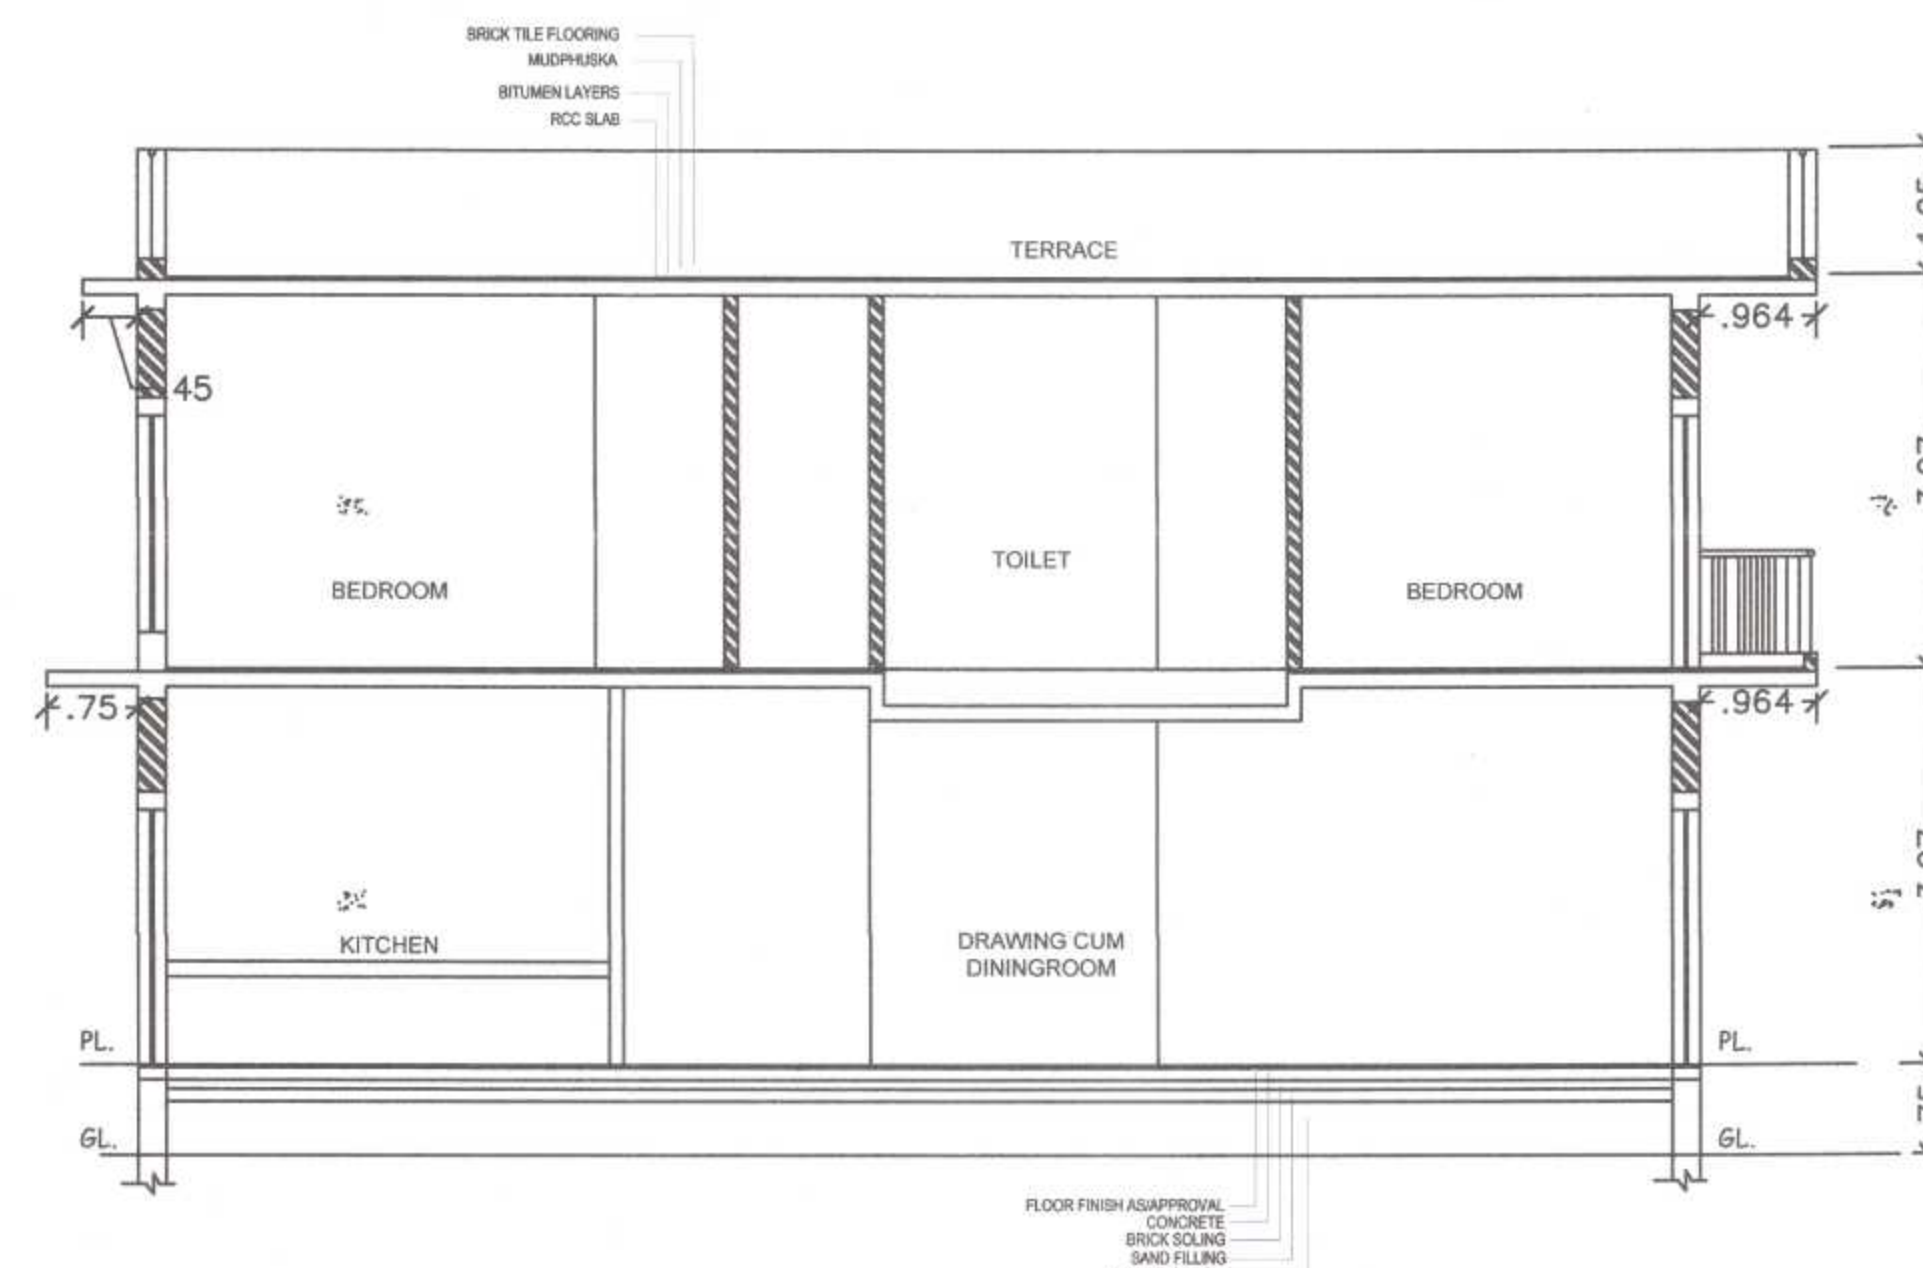 BRICK TILE FLOORING
MUDPHUSKA
BITUMEN LAYERS
RCC SLAB
TERRACE
.964
45
TOILET
BEDROOM
BEDROOM
.75
.964
KITCHEN
DRAWING CUM
DININGROOM
PL.
PL.
GL.
GL.
FLOOR FINISH AS/APPROVAL
CONCRETE
BRICK SOLING
SAND FILLING